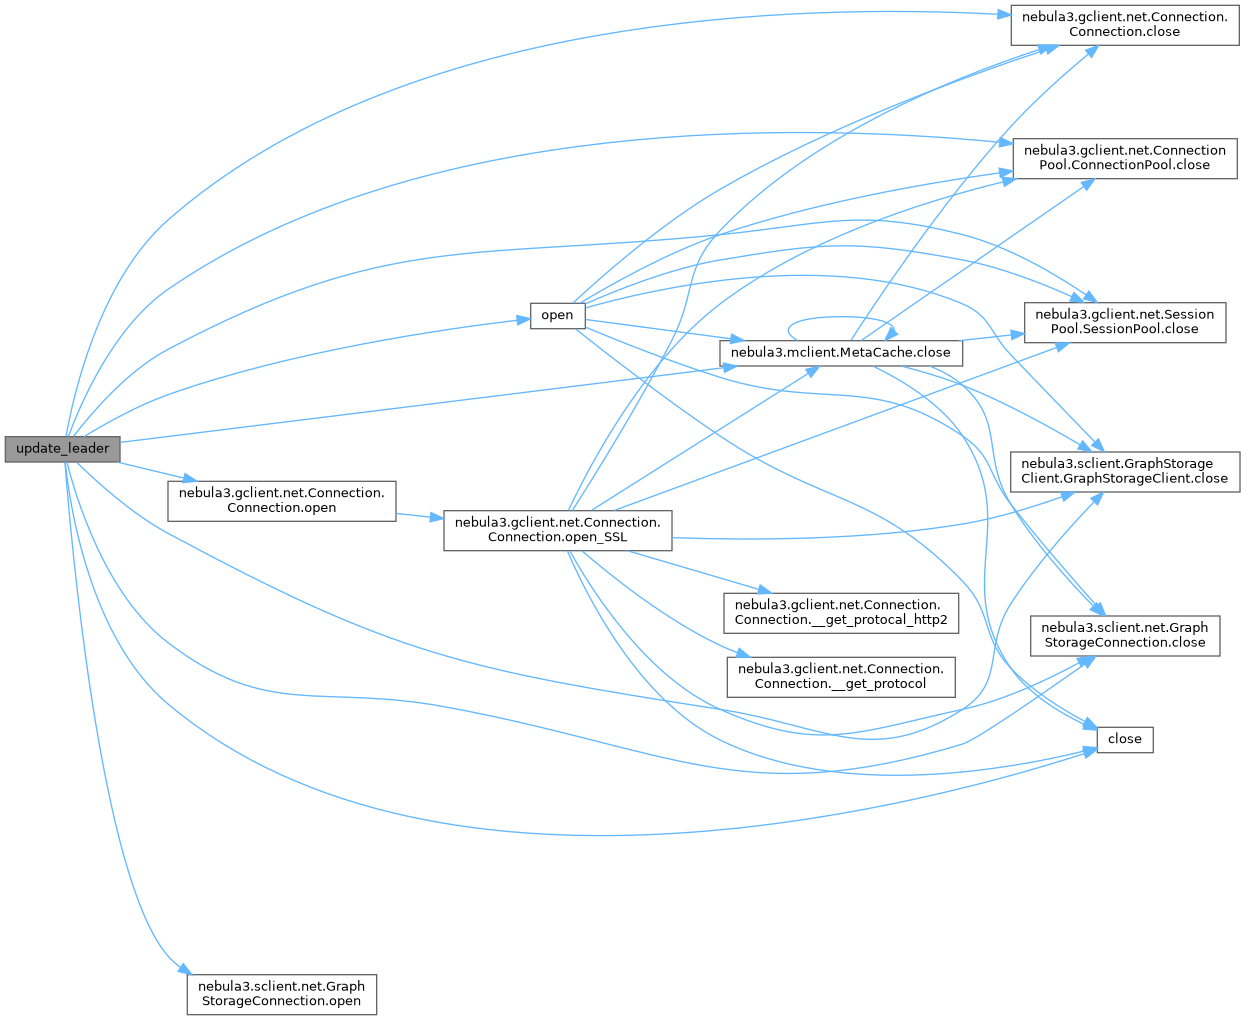 nebula3.gclient.net.Connection.
Connection.close
nebula3.gclient.net.Connection
Pool.ConnectionPool.close
nebula3.gclient.net.Session
Pool.SessionPool.close
open
nebula3.mclient.MetaCache.close
update_leader
nebula3.sclient.GraphStorage
Client.GraphStorageClient.close
nebula3.gclient.net.Connection.
Connection.open
nebula3.gclient.net.Connection.
Connection.open_SSL
nebula3.gclient.net.Connection.
Connection.__get_protocal_http2
nebula3.sclient.net.Graph
StorageConnection.close
nebula3.gclient.net.Connection.
Connection.__get_protocol
close
nebula3.sclient.net.Graph
StorageConnection.open